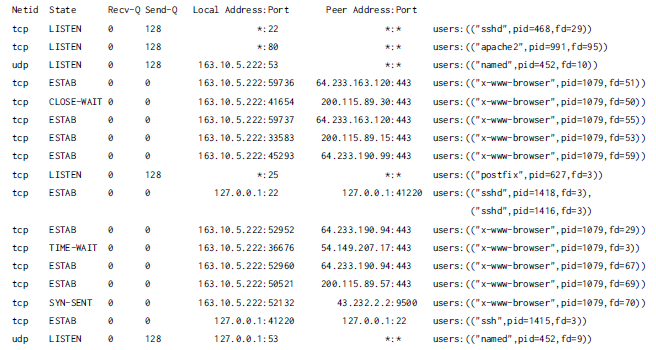 Netid State Recv-Q Send-Q Local Address:Port Peer Address:Port
tcp LISTEN 0 128 *:22 *:* users:(("sshd",pid=468,fd=29))
tcp LISTEN 0 128 *:80 *:* users:(("apache2",pid=991,fd=95))
udp LISTEN 0 128 163.10.5.222:53 *:* users:(("named",pid=452,fd=10))
tcp ESTAB 0 0 163.10.5.222:59736 64.233.163.120:443 users:(("x-www-browser",pid=1079,fd=51))
tcp CLOSE-WAIT 0 0 163.10.5.222:41654 200.115.89.30:443 users:(("x-www-browser",pid=1079,fd=50))
tcp ESTAB 0 0 163.10.5.222:59737 64.233.163.120:443 users:(("x-www-browser",pid=1079,fd=55))
tcp ESTAB 0 0 163.10.5.222:33583 200.115.89.15:443 users:(("x-www-browser",pid=1079,fd=53))
tcp ESTAB 0 0 163.10.5.222:45293 64.233.190.99:443 users:(("x-www-browser",pid=1079,fd=59))
tcp LISTEN 0 128 *:25 *:* users:(("postfix",pid=627,fd=3))
tcp ESTAB 0 0 127.0.0.1:22 127.0.0.1:41220 users:(("sshd",pid=1418,fd=3),
("sshd",pid=1416,fd=3))
tcp ESTAB 0 0 163.10.5.222:52952 64.233.190.94:443 users:(("x-www-browser",pid=1079,fd=29))
tcp TIME-WAIT 0 0 163.10.5.222:36676 54.149.207.17:443 users:(("x-www-browser",pid=1079,fd=3))
tcp ESTAB 0 0 163.10.5.222:52960 64.233.190.94:443 users:(("x-www-browser",pid=1079,fd=67))
tcp ESTAB 0 0 163.10.5.222:50521 200.115.89.57:443 users:(("x-www-browser",pid=1079,fd=69))
tcp SYN-SENT 0 0 163.10.5.222:52132 43.232.2.2:9500 users:(("x-www-browser",pid=1079,fd=70))
tcp ESTAB 0 0 127.0.0.1:41220 127.0.0.1:22 users:(("ssh",pid=1415,fd=3))
udp LISTEN 0 128 127.0.0.1:53 *:* users:(("named",pid=452,fd=9))